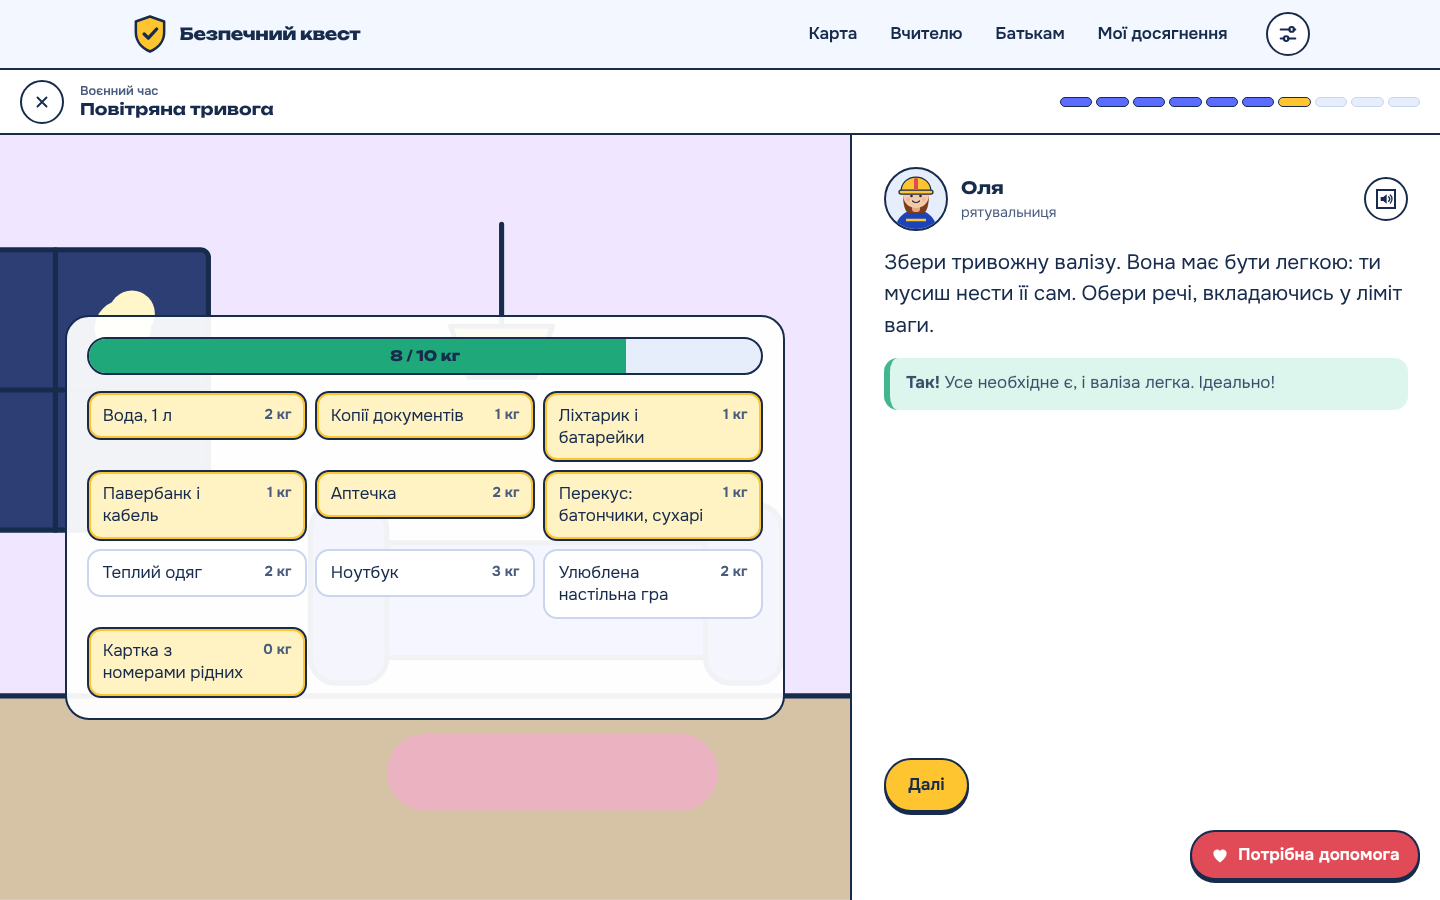 Безпечний квест
Карта
Вчителю
Батькам
Мої досягнення
Воєнний час
Повітряна тривога
8 / 10 кг
Вода, 1 л
2 кг
Копії документів
1 кг
Ліхтарик і
батарейки
1 кг
Павербанк і
кабель
1 кг
Аптечка
2 кг
Перекус:
батончики, сухарі
1 кг
Теплий одяг
2 кг
Ноутбук
3 кг
Улюблена
настільна гра
2 кг
Картка з
номерами рідних
0 кг
Оля
рятувальниця
Збери тривожну валізу. Вона має бути легкою: ти
мусиш нести її сам. Обери речі, вкладаючись у ліміт
ваги.
Так! Усе необхідне є, і валіза легка. Ідеально!
Далі
Потрібна допомога